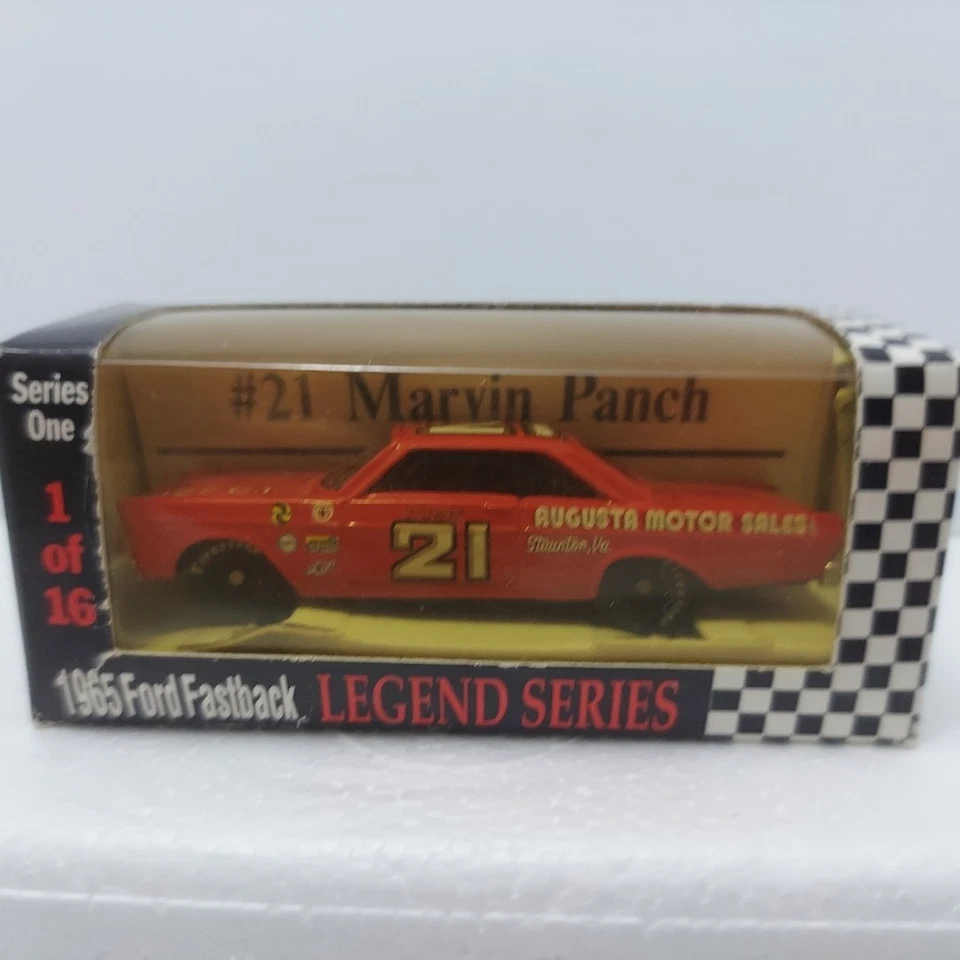 Series
One
1
of
16
#21 Marvin Panch
21
AUGUSTA MOTOR SALES
Staunton, Va.
Firestone
1965 Ford Fastback LEGEND SERIES